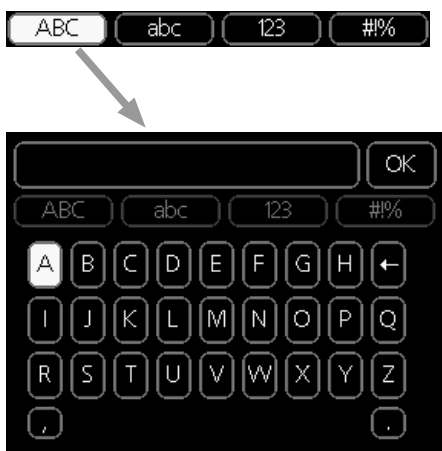 ABC abc 123 #!%
OK
ABC abc 123 #!%
A B C D E F G H ←
I J K L M N O P Q
R S T U V W X Y Z
, .